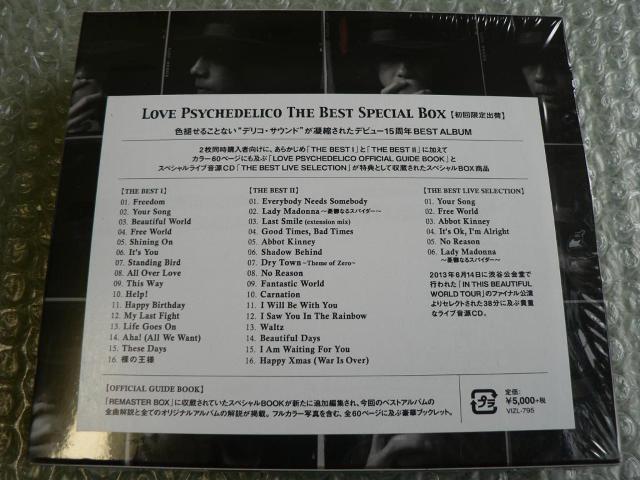 LOVE PSYCHEDELICO THE BEST SPECIAL BOX【初回限定出荷】
色褪せることない"デリコ・サウンド"が凝縮されたデビュー15周年 BEST ALBUM
2枚同時購入者向けに、あらかじめ「THE BEST I」と「THE BEST II」に加えて
カラー60ページにも及ぶ「LOVE PSYCHEDELICO OFFICIAL GUIDE BOOK」と
スペシャルライブ音源CD「THE BEST LIVE SELECTION」が特典として収蔵されたスペシャルBOX商品
【THE BEST I】
01. Freedom
02. Your Song
03. Beautiful World
04. Free World
05. Shining On
06. It's You
07. Standing Bird
08. All Over Love
09. This Way
10. Help!
11. Happy Birthday
12. My Last Fight
13. Life Goes On
14. Aha! (All We Want)
15. These Days
16. 裸の王様
【THE BEST II】
01. Everybody Needs Somebody
02. Lady Madonna ～憂鬱なるスパイダー～
03. Last Smile (extension mix)
04. Good Times, Bad Times
05. Abbot Kinney
06. Shadow Behind
07. Dry Town ~Theme of Zero~
08. No Reason
09. Fantastic World
10. Carnation
11. I Will Be With You
12. I Saw You In The Rainbow
13. Waltz
14. Beautiful Days
15. I Am Waiting For You
16. Happy Xmas (War Is Over)
【THE BEST LIVE SELECTION】
01. Your Song
02. Free World
03. Abbot Kinney
04. It's Ok, I'm Alright
05. No Reason
06. Lady Madonna
～憂鬱なるスパイダー～
2013年6月14日に渋谷公会堂で
行われた「IN THIS BEAUTIFUL
WORLD TOUR」のファイナル公演
よりセレクトされた38分に及ぶ貴重
なライブ音源CD。
【OFFICIAL GUIDE BOOK】
「REMASTER BOX」に収載されていたスペシャルBOOKが新たに追加編集され、今回のベストアルバムの
全曲解説と全てのオリジナルアルバムの解説が掲載。フルカラー写真を含む、全60ページに及ぶ豪華ブックレット。
プラ
定価:
¥5,000+税
VIZL-795